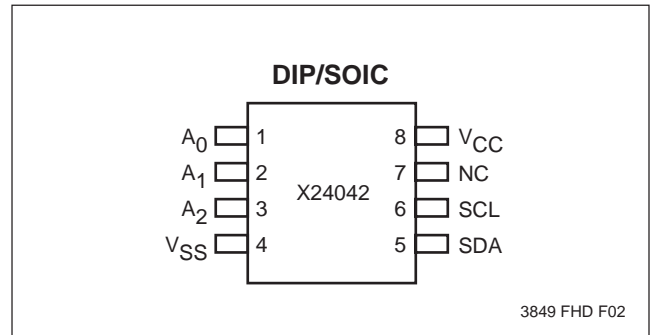 DIP/SOIC
A0 1 8 VCC
A1 2 7 NC
X24042
A2 3 6 SCL
VSS 4 5 SDA
3849 FHD F02